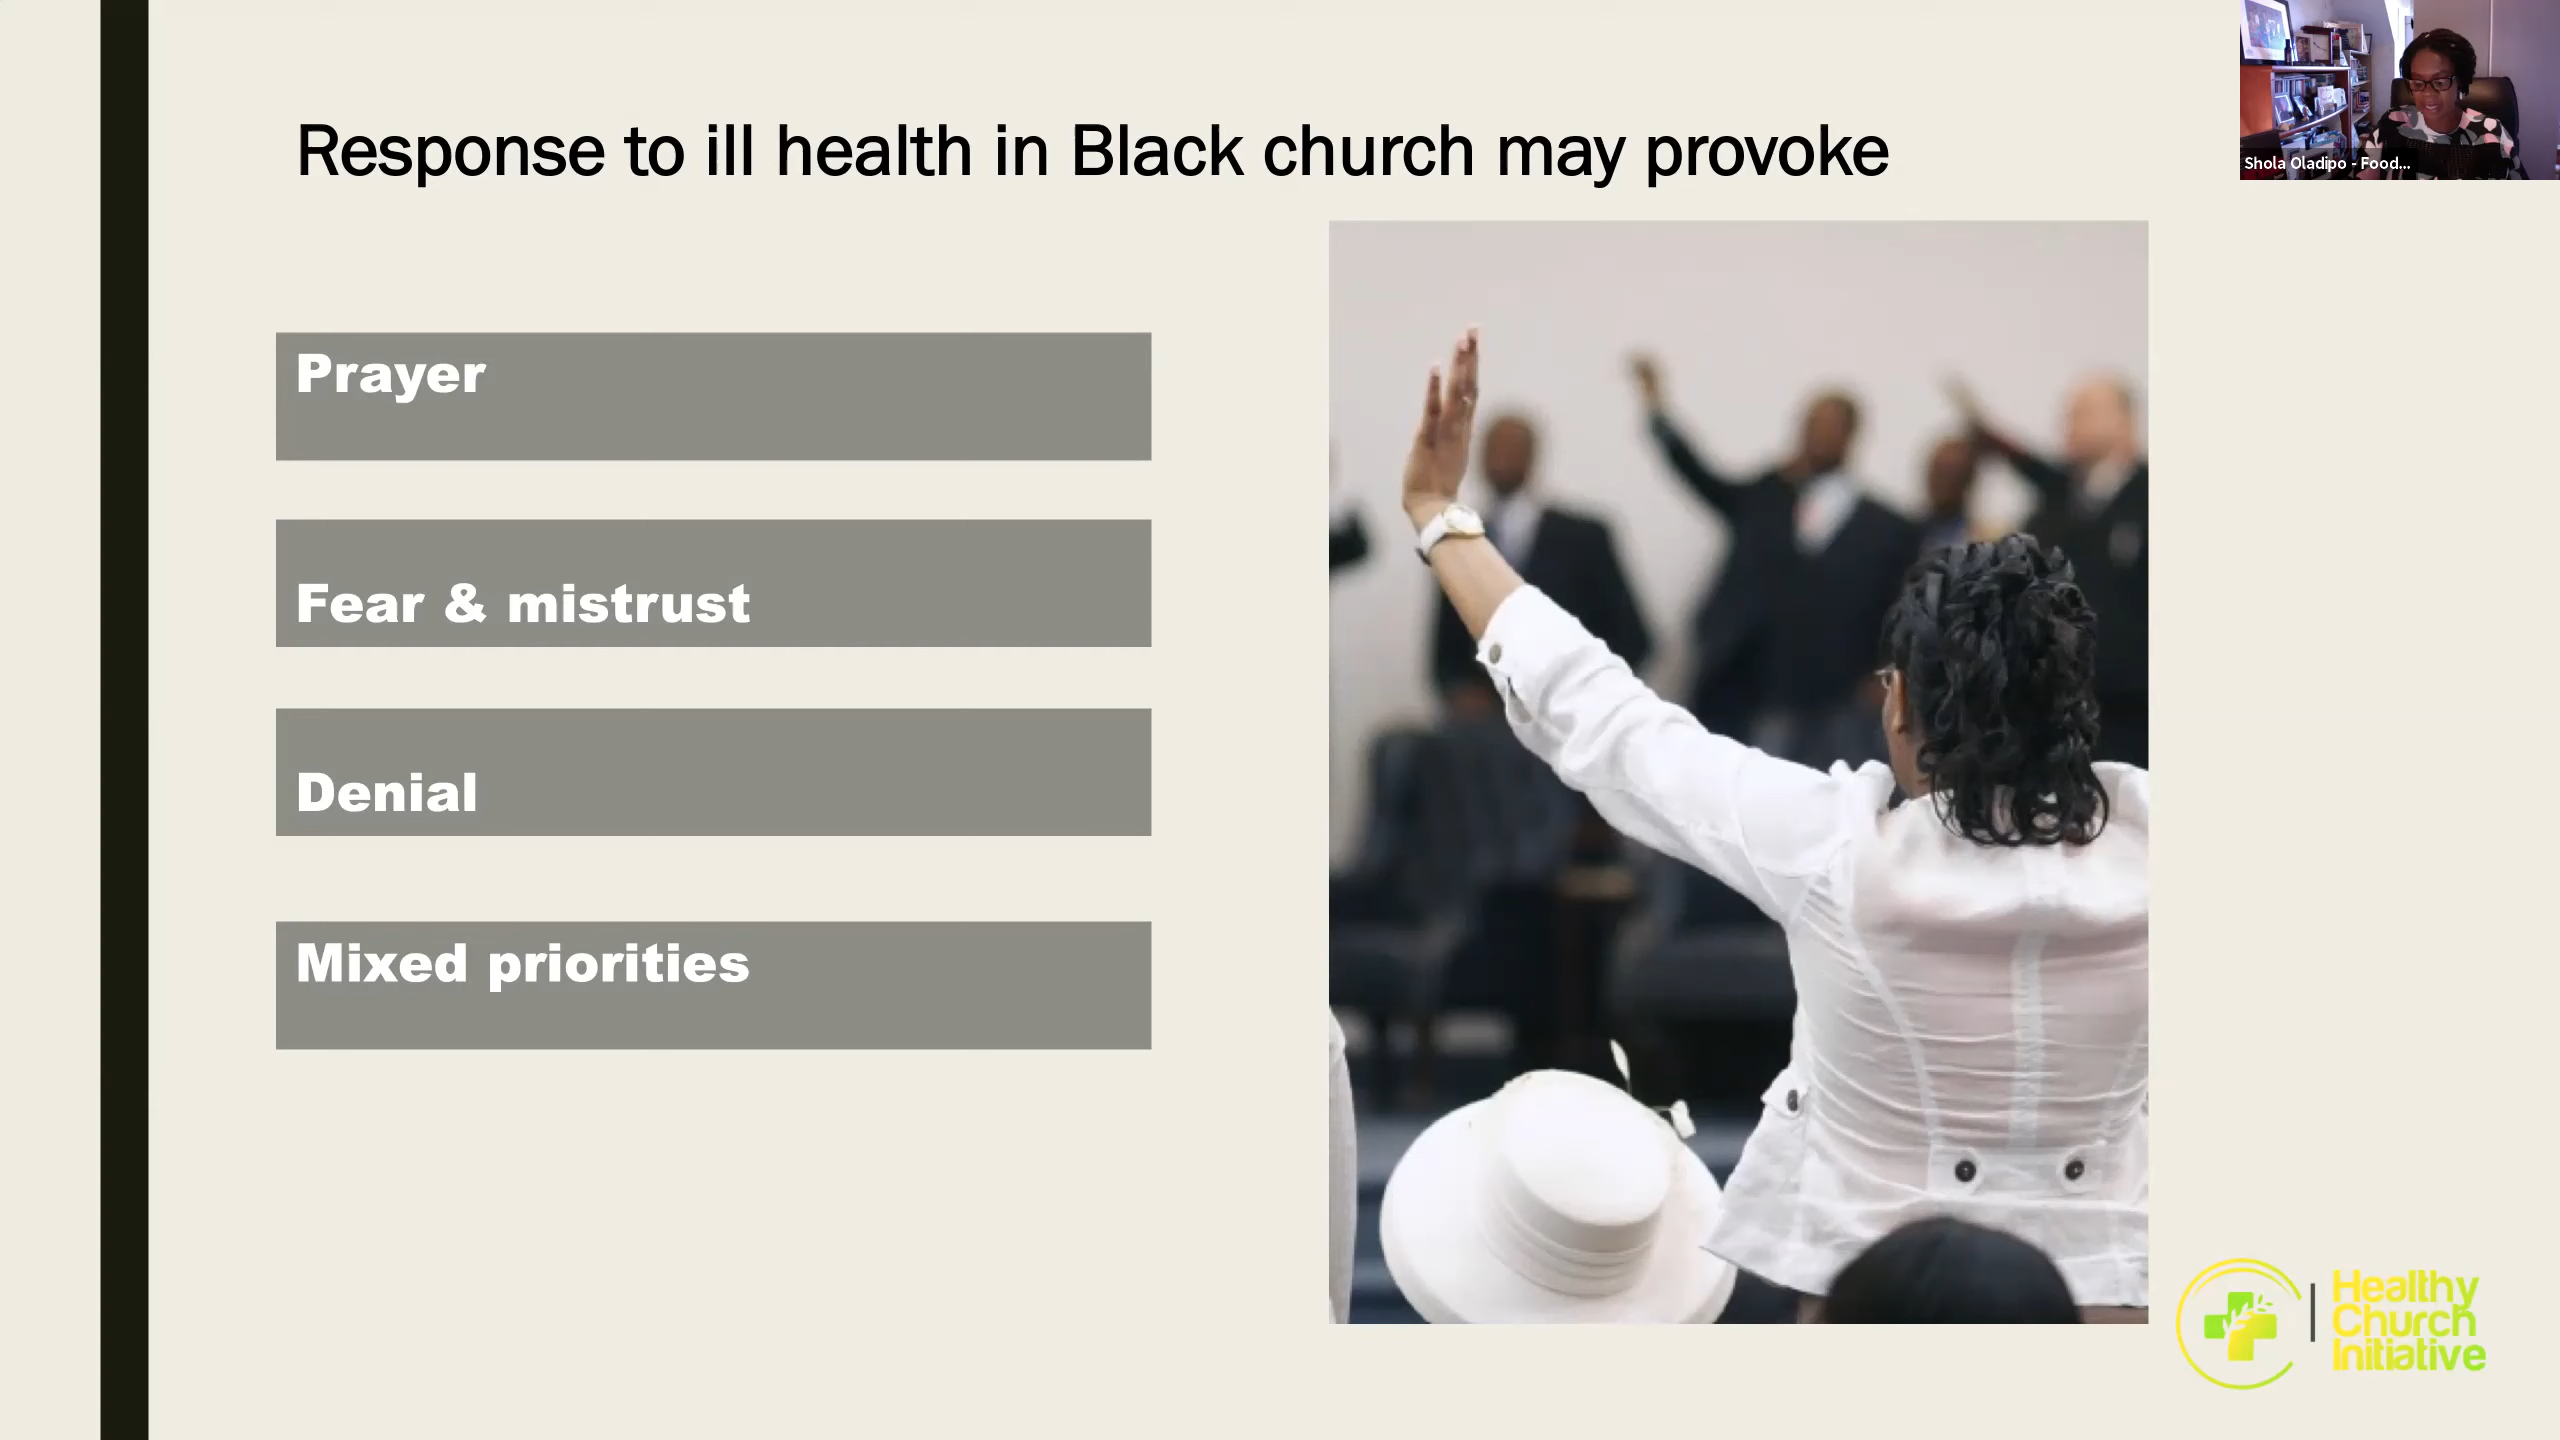 Response to ill health in Black church may provoke
Prayer
Fear & mistrust
Denial
Mixed priorities
Shola Oladipo - Food...
Healthy
Church
Initiative